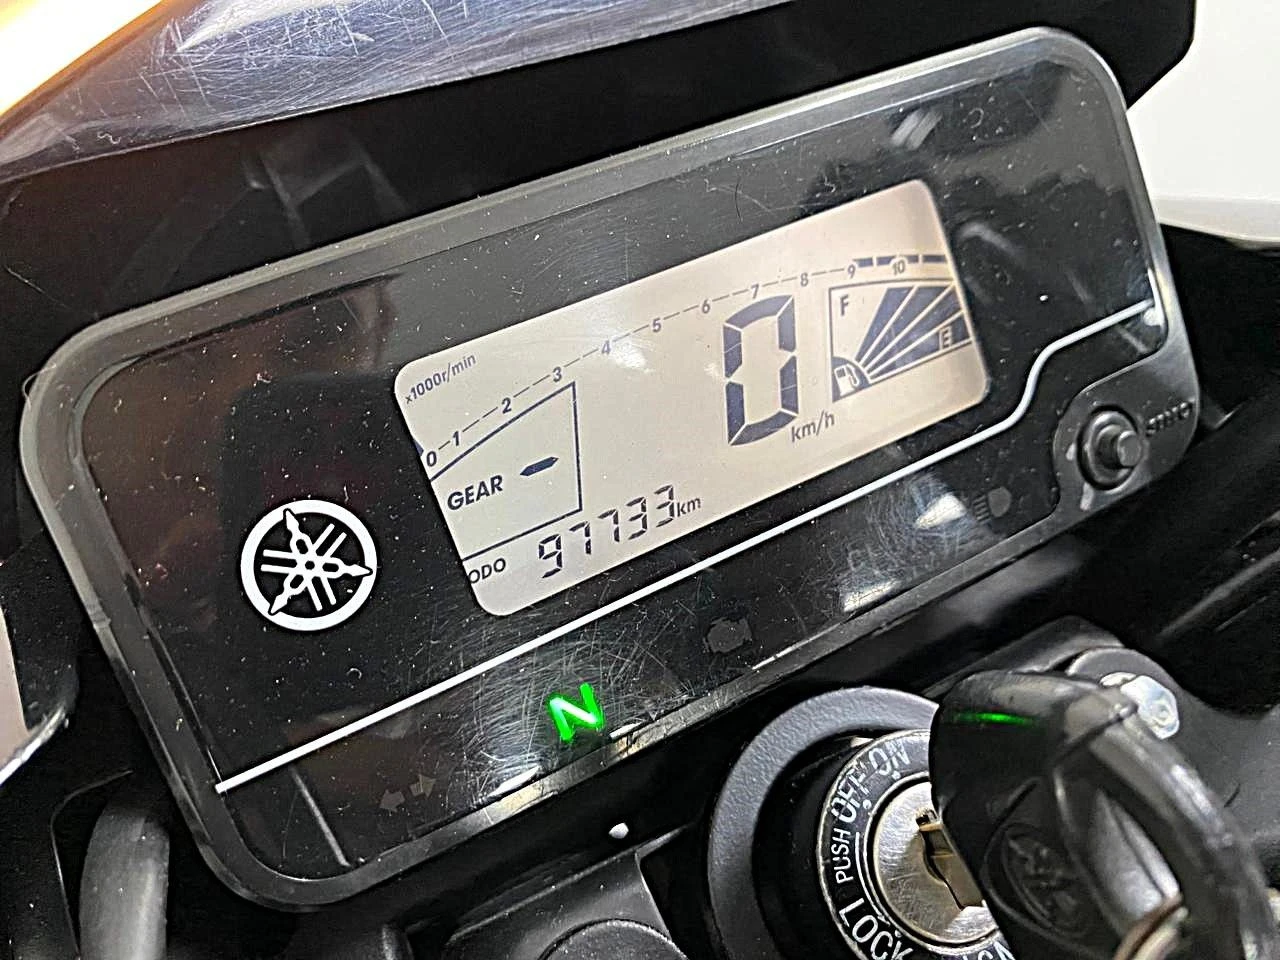 x1000r/min
0 1 2 3 4 5 6 7 8 9 10
F
E
0
km/h
GEAR -
ODO 97733km
N
PUSH OFF ON
LOCK